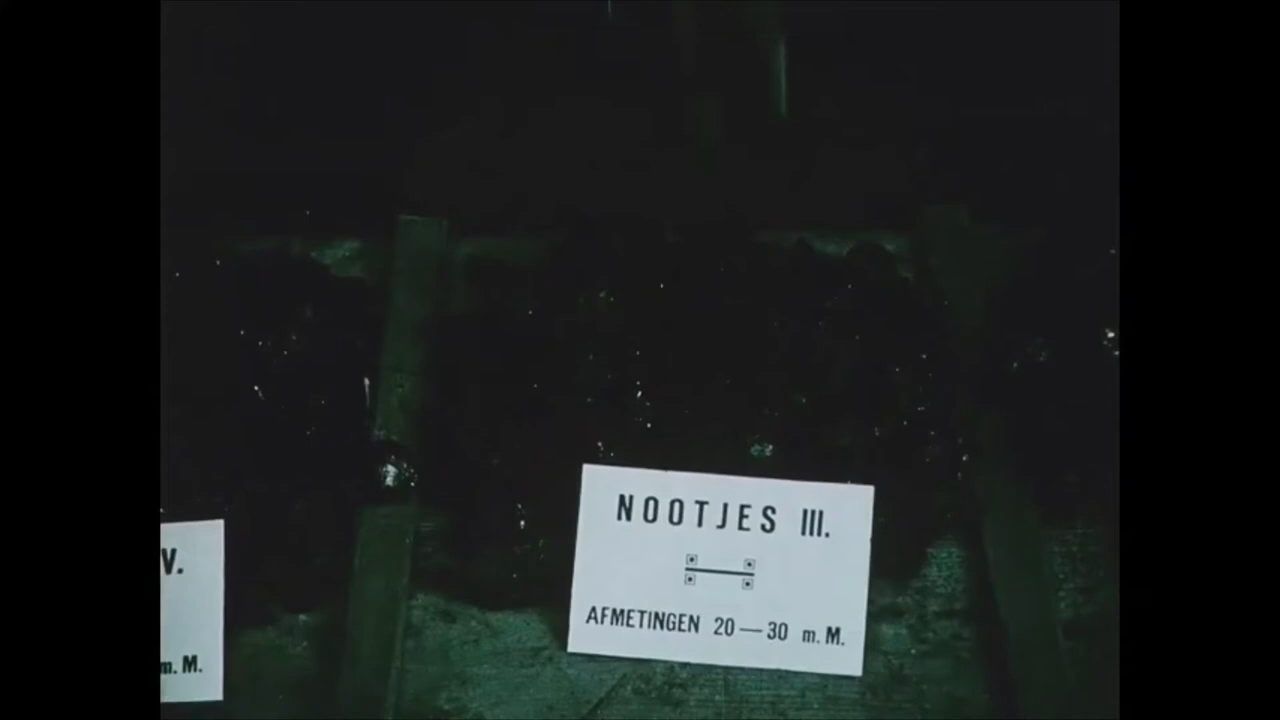 NOOTJES III.
AFMETINGEN 20—30 m.M.
V.
m.M.